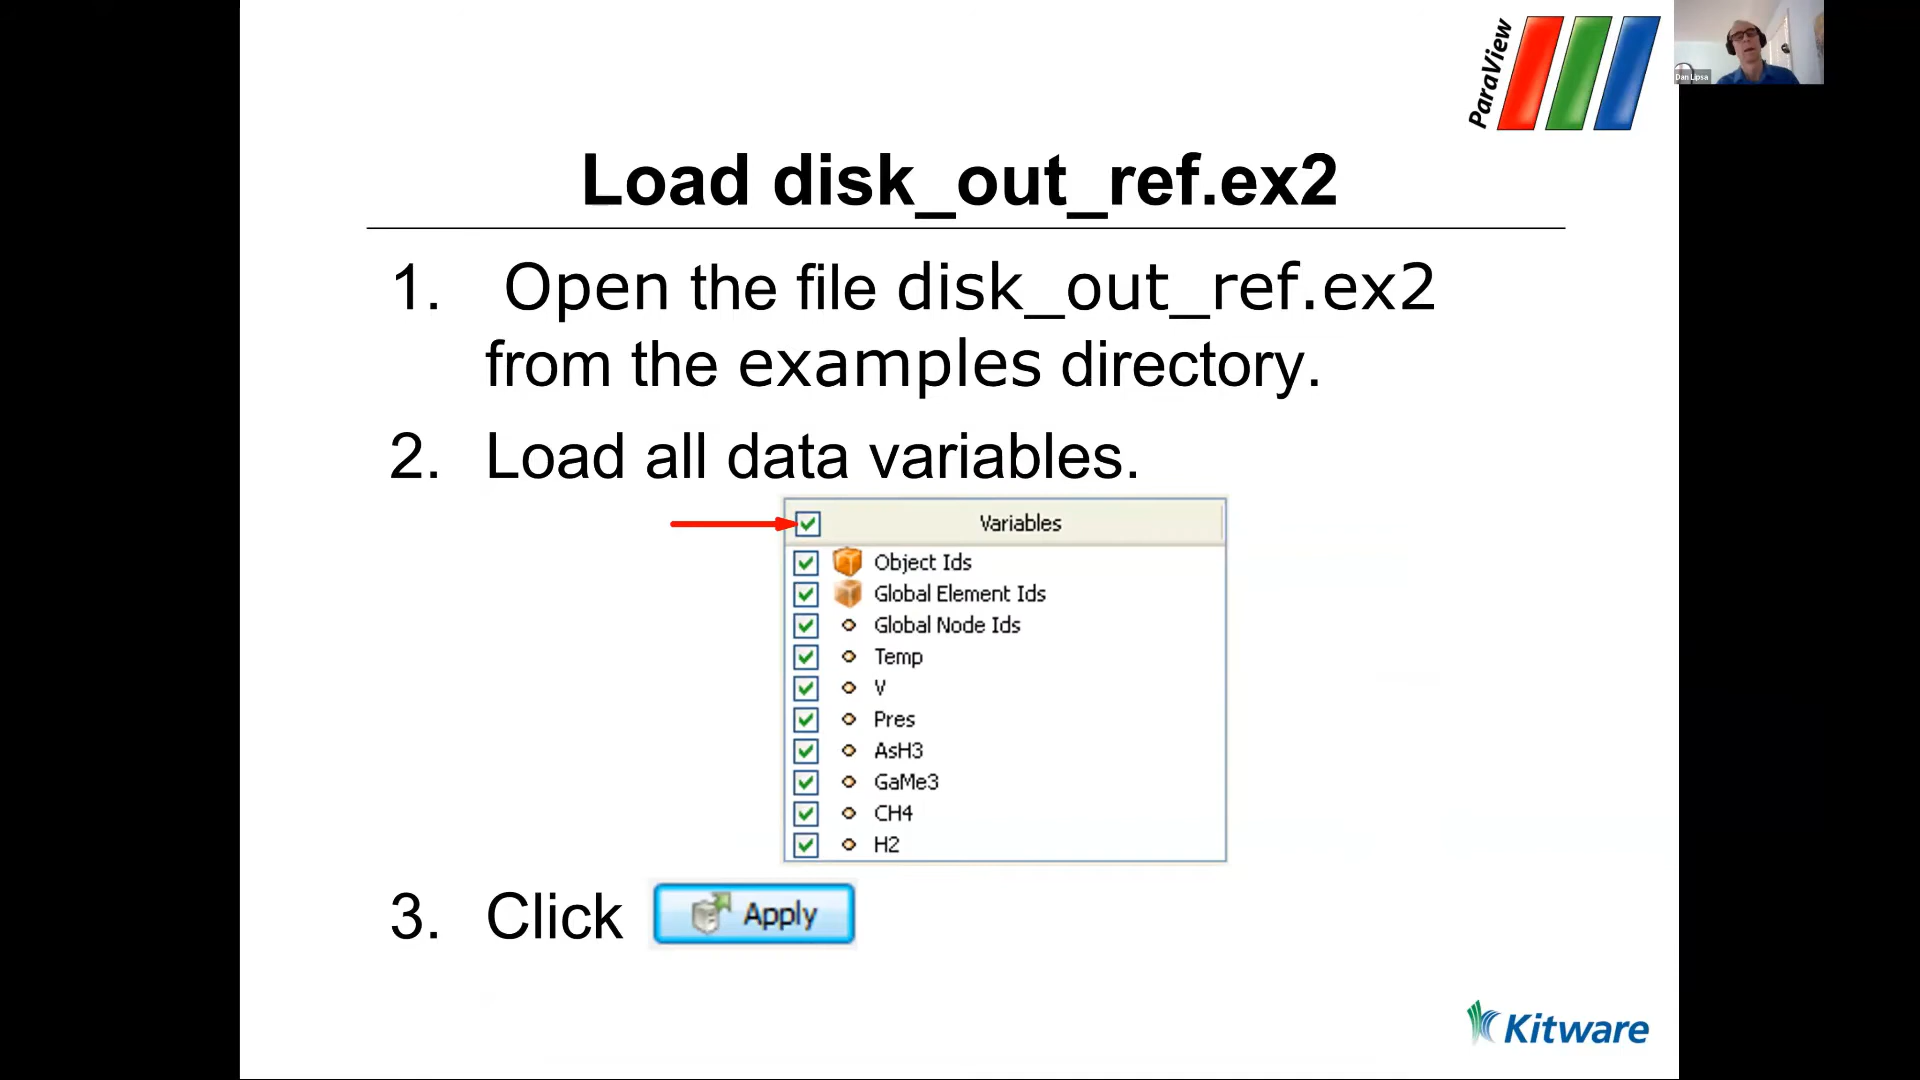 ParaView
Dan Lipsa
Load disk_out_ref.ex2
1. Open the file disk_out_ref.ex2
from the examples directory.
2. Load all data variables.
Variables
Object Ids
Global Element Ids
Global Node Ids
Temp
V
Pres
AsH3
GaMe3
CH4
H2
3. Click Apply
Kitware